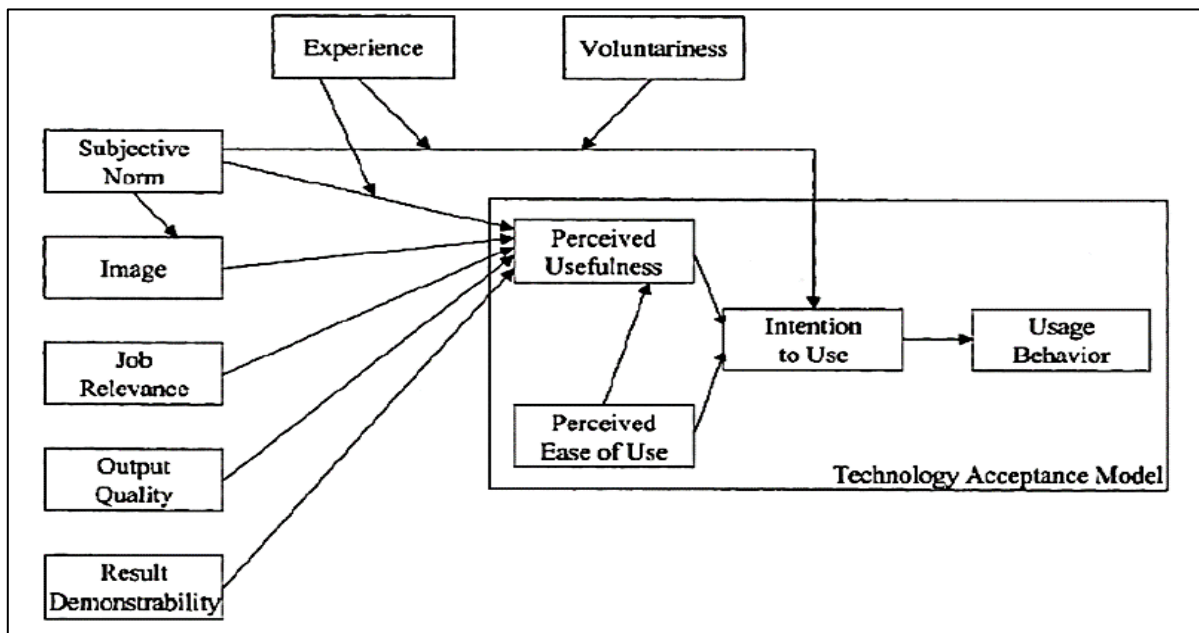 Experience
Voluntariness
Subjective
Norm
Image
Job
Relevance
Output
Quality
Result
Demonstrability
Perceived
Usefulness
Perceived
Ease of Use
Intention
to Use
Usage
Behavior
Technology Acceptance Model